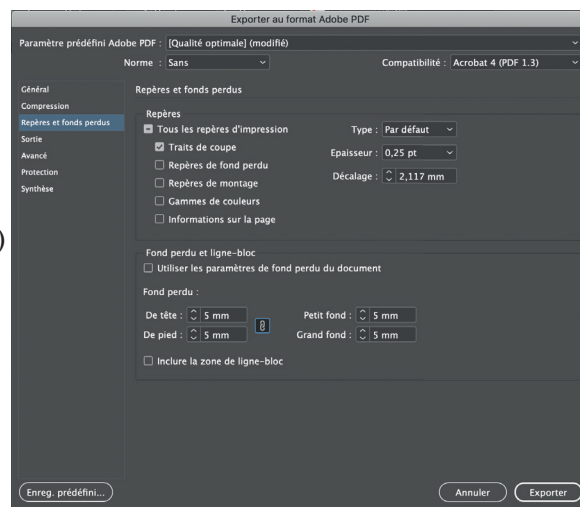 Exporter au format Adobe PDF
Paramètre prédéfini Adobe PDF : [Qualité optimale] (modifié)
Norme : Sans Compatibilité : Acrobat 4 (PDF 1.3)
Général
Compression
Repères et fonds perdus
Sortie
Avancé
Protection
Synthèse
Repères et fonds perdus
Repères
Tous les repères d'impression
Traits de coupe
Repères de fond perdu
Repères de montage
Gammes de couleurs
Informations sur la page
Type : Par défaut
Epaisseur : 0,25 pt
Décalage : 2,117 mm
Fond perdu et ligne-bloc
Utiliser les paramètres de fond perdu du document
Fond perdu :
De tête : 5 mm Petit fond : 5 mm
De pied : 5 mm Grand fond : 5 mm
Inclure la zone de ligne-bloc
Enreg. prédéfini... Annuler Exporter
)